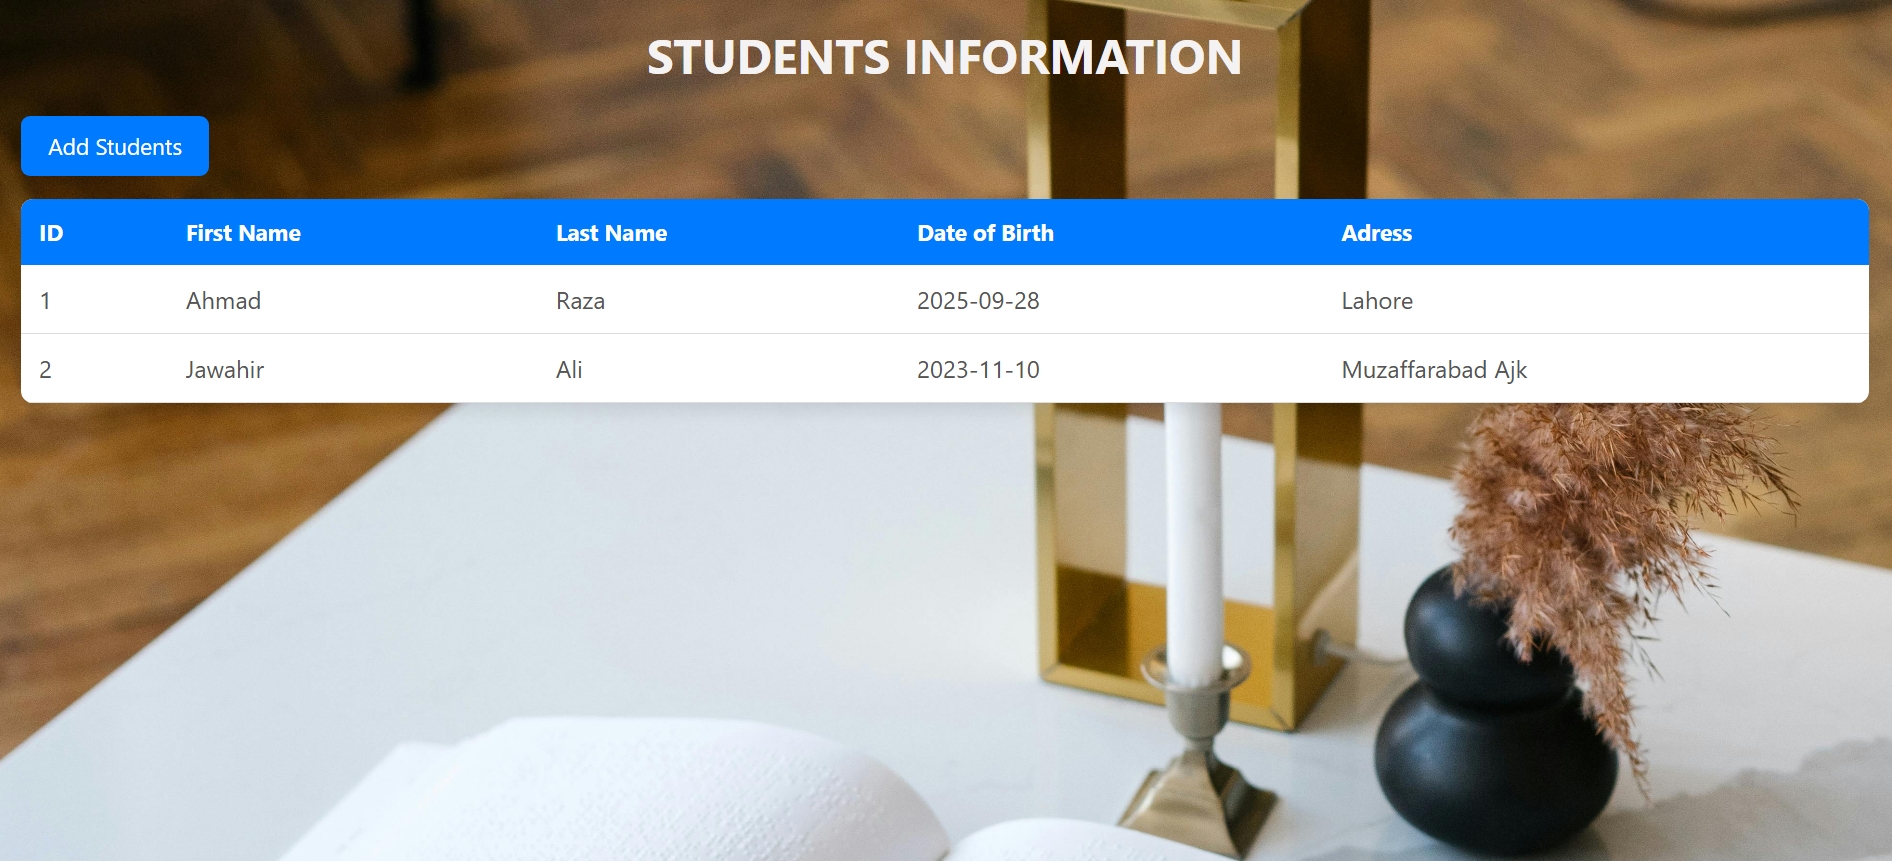 STUDENTS INFORMATION
Add Students
ID First Name Last Name Date of Birth Adress
1 Ahmad Raza 2025-09-28 Lahore
2 Jawahir Ali 2023-11-10 Muzaffarabad Ajk